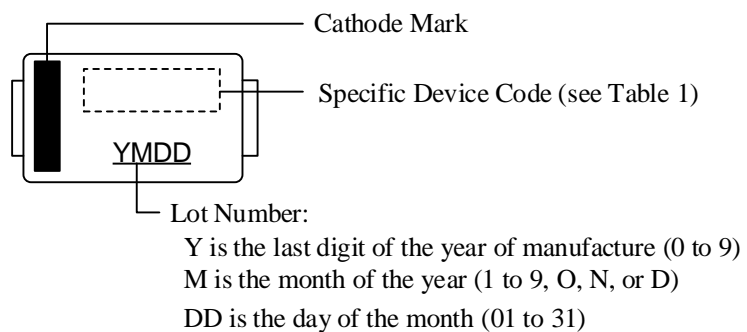 Cathode Mark
Specific Device Code (see Table 1)
YMDD
Lot Number:
Y is the last digit of the year of manufacture (0 to 9)
M is the month of the year (1 to 9, O, N, or D)
DD is the day of the month (01 to 31)